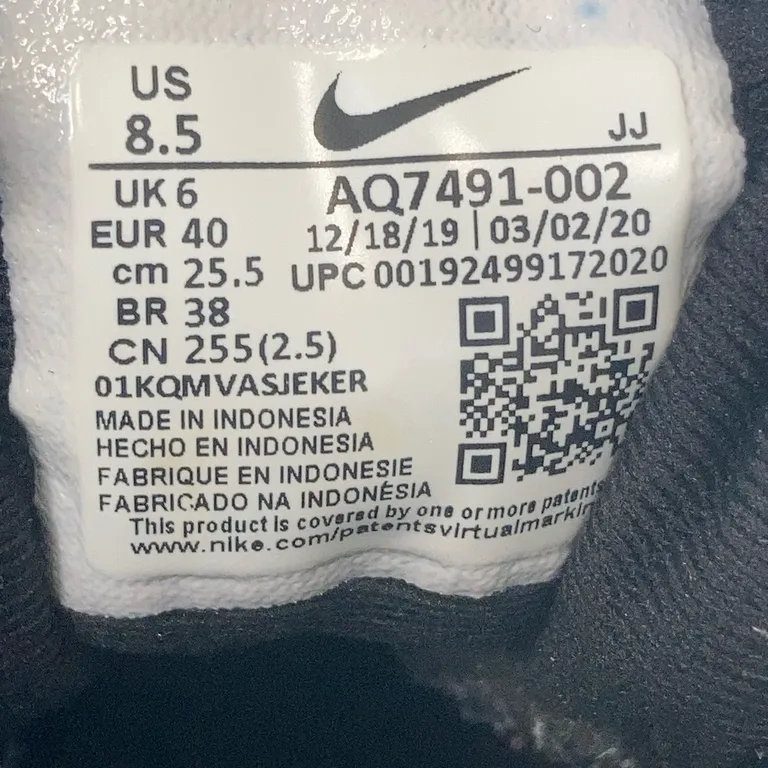 US
8.5
JJ
UK 6
AQ7491-002
EUR 40
12/18/19 | 03/02/20
cm 25.5
UPC 00192499172020
BR 38
CN 255(2.5)
01KQMVASJEKER
MADE IN INDONESIA
HECHO EN INDONESIA
FABRIQUE EN INDONESIE
FABRICADO NA INDONÉSIA
This product is covered by one or more patents
www.nike.com/patentsvirtualmarkin